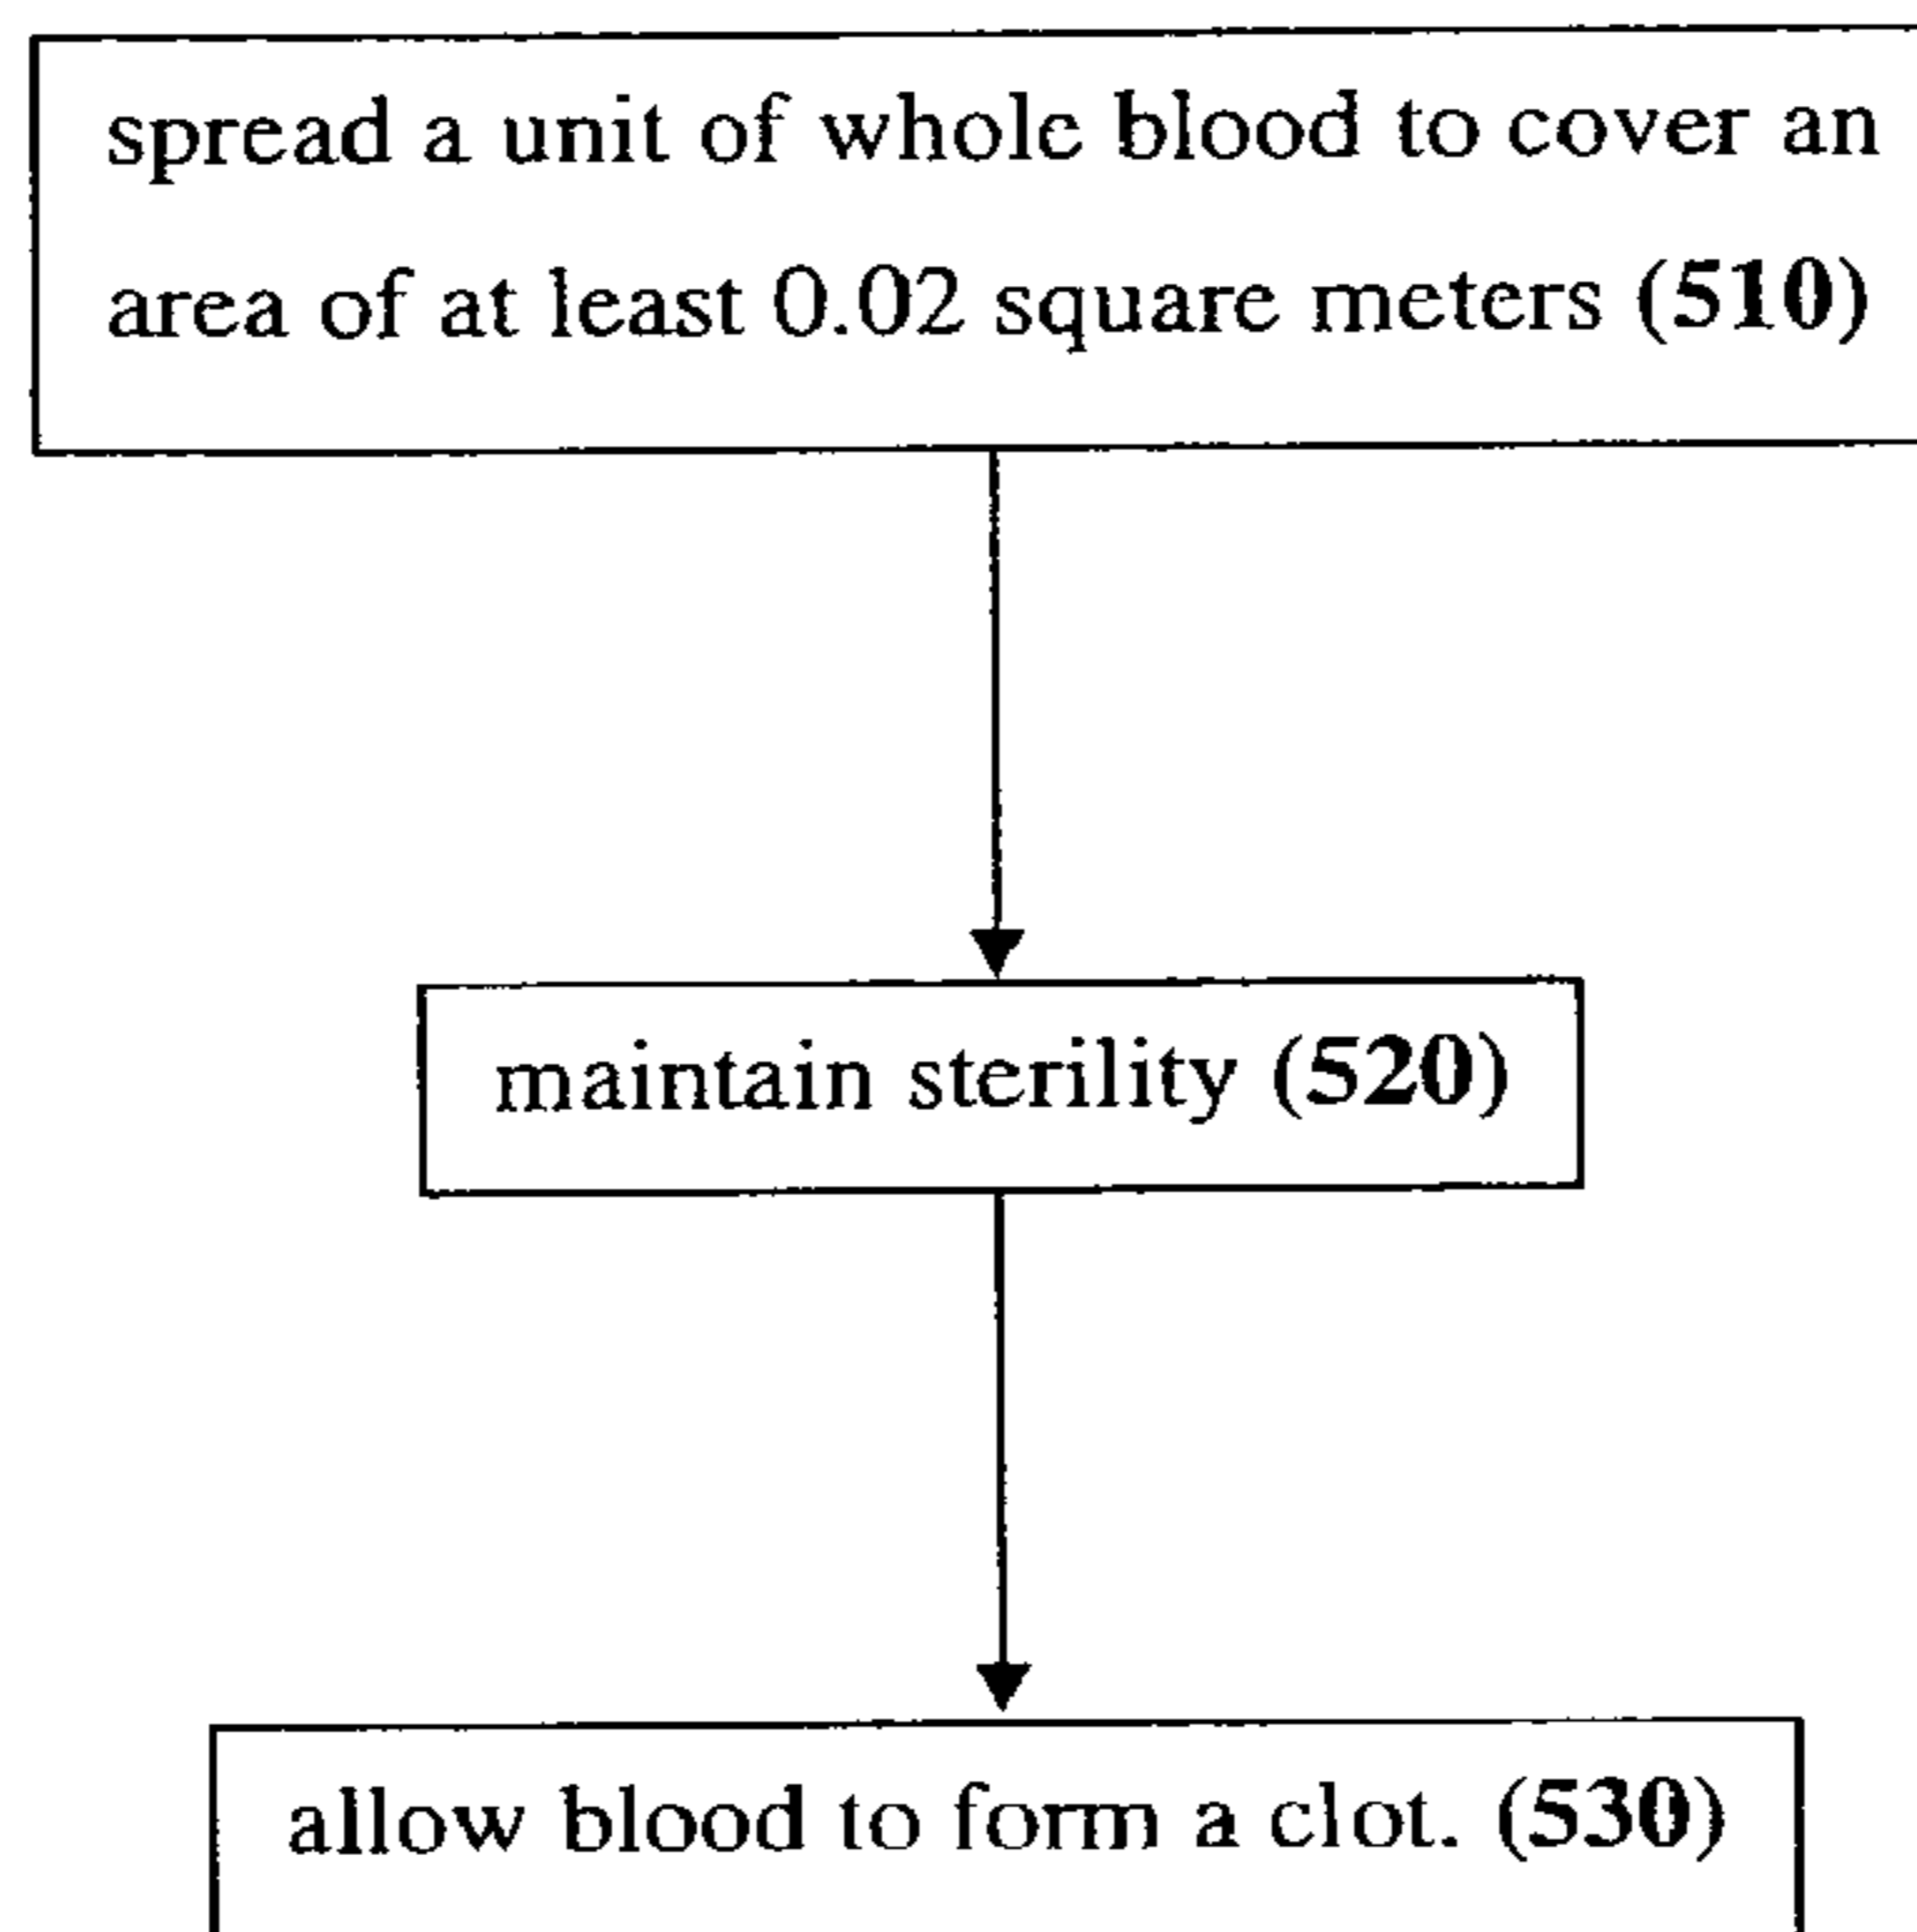 spread a unit of whole blood to cover an
area of at least 0.02 square meters (510)
maintain sterility (520)
allow blood to form a clot. (530)